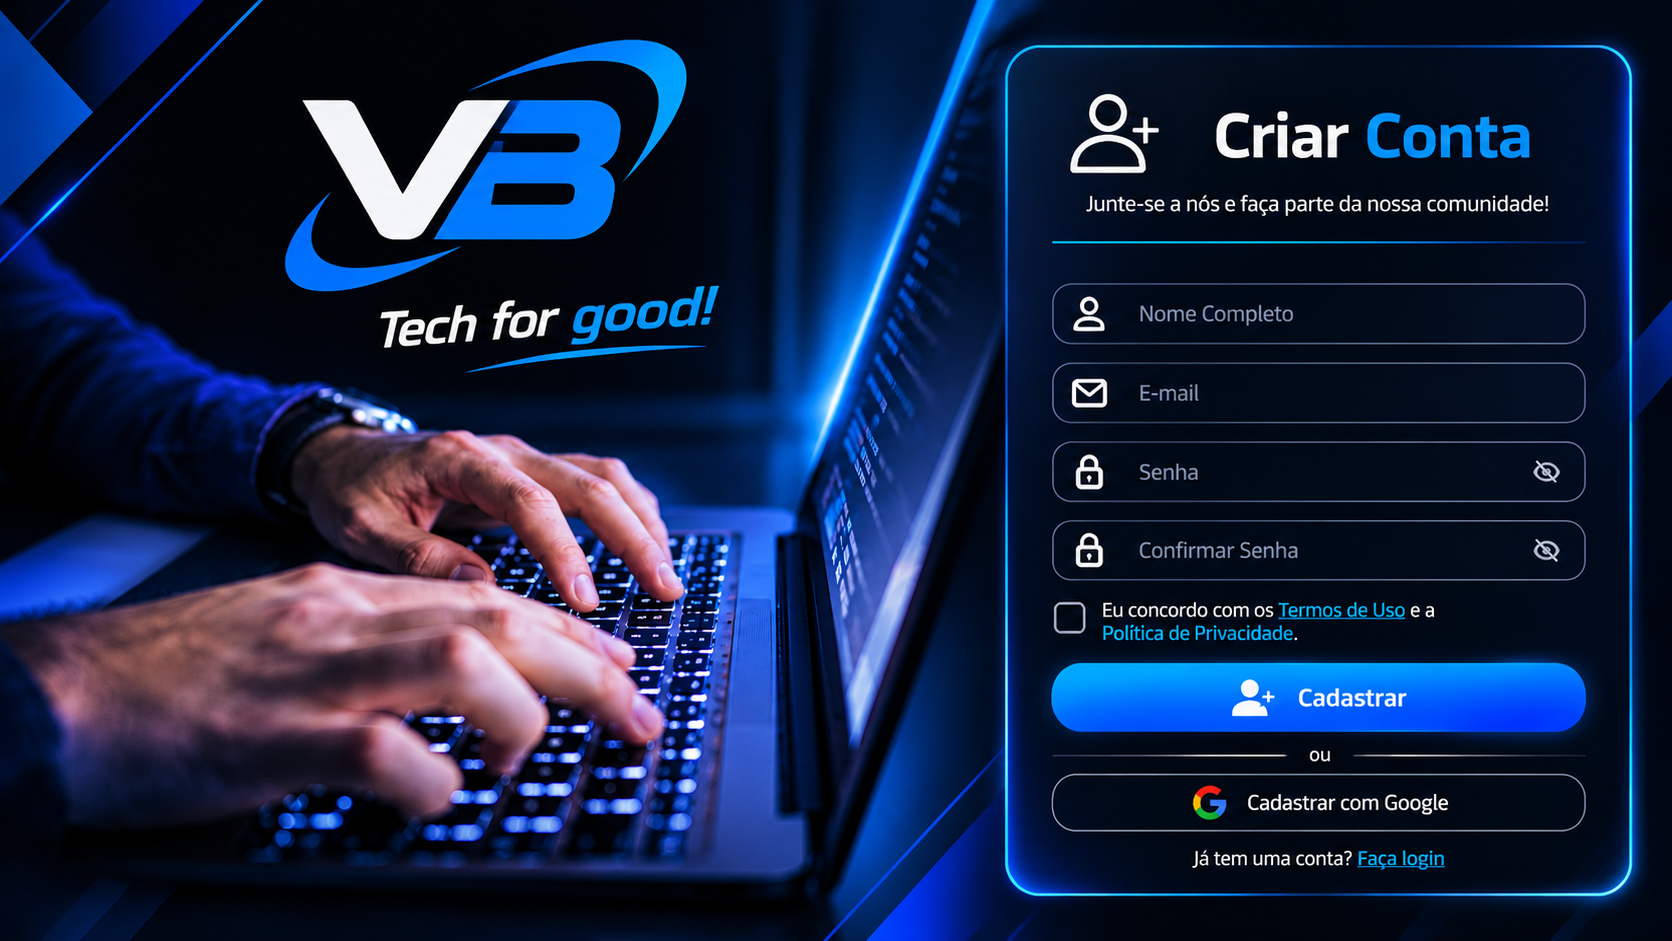 VB
Tech for good!
Criar Conta
Junte-se a nós e faça parte da nossa comunidade!
Nome Completo
E-mail
Senha
Confirmar Senha
Eu concordo com os Termos de Uso e a
Política de Privacidade.
Cadastrar
ou
Cadastrar com Google
Já tem uma conta? Faça login